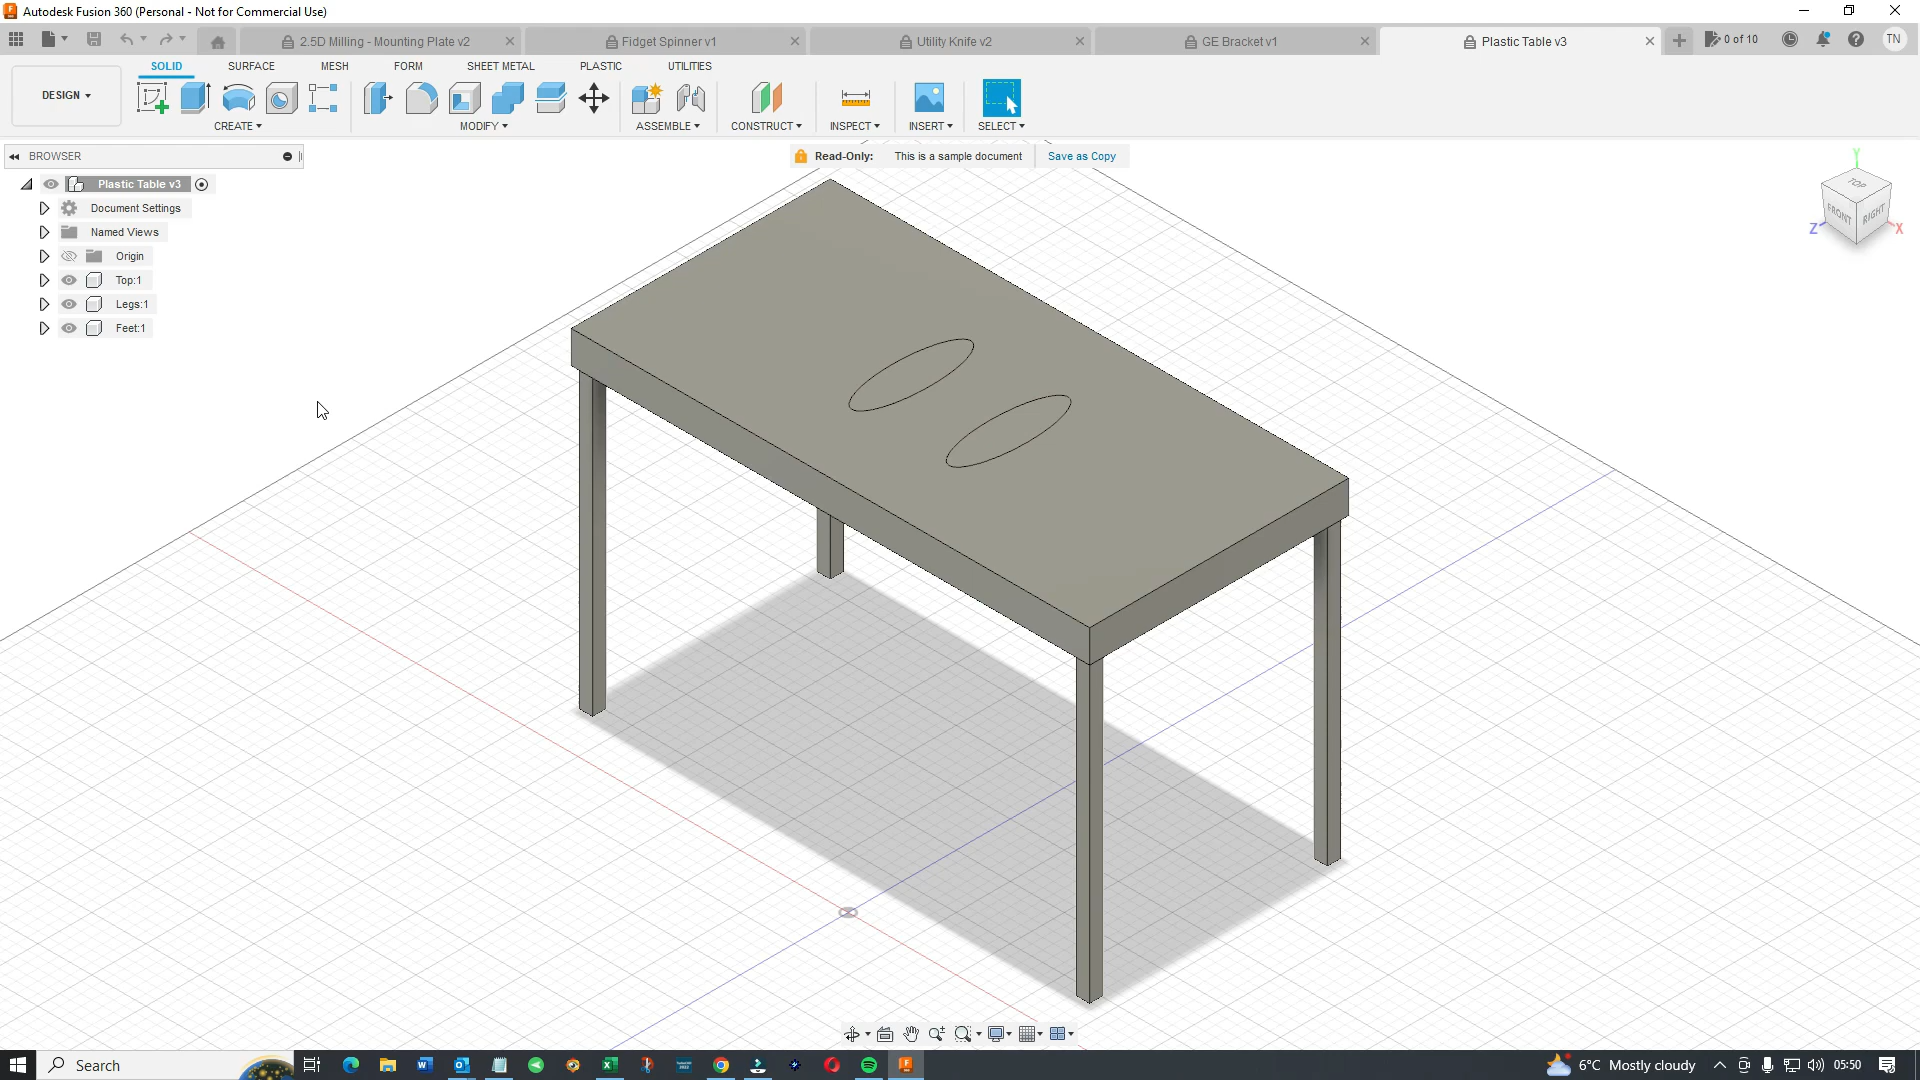 Autodesk Fusion 360 (Personal - Not for Commercial Use)
2.5D Milling - Mounting Plate v2
Fidget Spinner v1
Utility Knife v2
GE Bracket v1
Plastic Table v3
0 of 10
TN
DESIGN
SOLID
SURFACE
MESH
FORM
SHEET METAL
PLASTIC
UTILITIES
CREATE
MODIFY
ASSEMBLE
CONSTRUCT
INSPECT
INSERT
SELECT
BROWSER
Read-Only: This is a sample document Save as Copy
Plastic Table v3
Document Settings
Named Views
Origin
Top:1
Legs:1
Feet:1
Y
TOP
FRONT
RIGHT
Z
X
Search
6°C Mostly cloudy
05:50